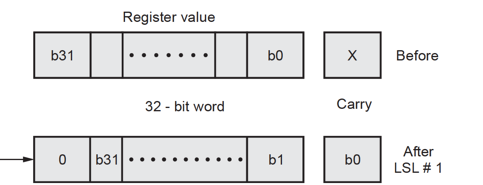 Register value
b31 b0 X Before
32 - bit word Carry
0 b31 b1 b0 After
LSL # 1